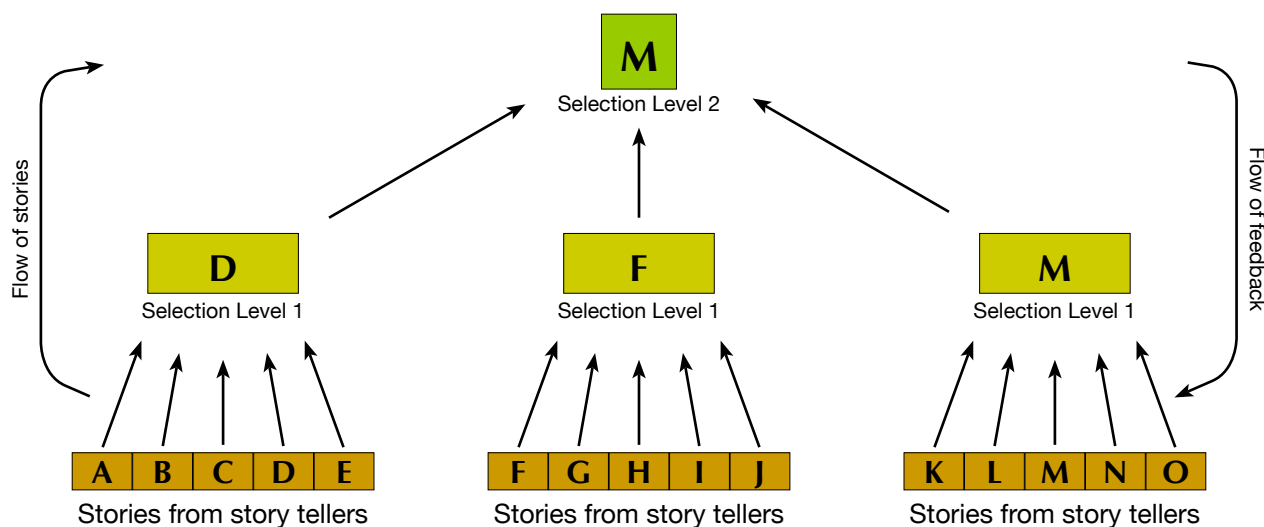 M
Selection Level 2
Flow of stories
Flow of feedback
D
F
M
Selection Level 1
Selection Level 1
Selection Level 1
A B C D E
F G H I J
K L M N O
Stories from story tellers
Stories from story tellers
Stories from story tellers